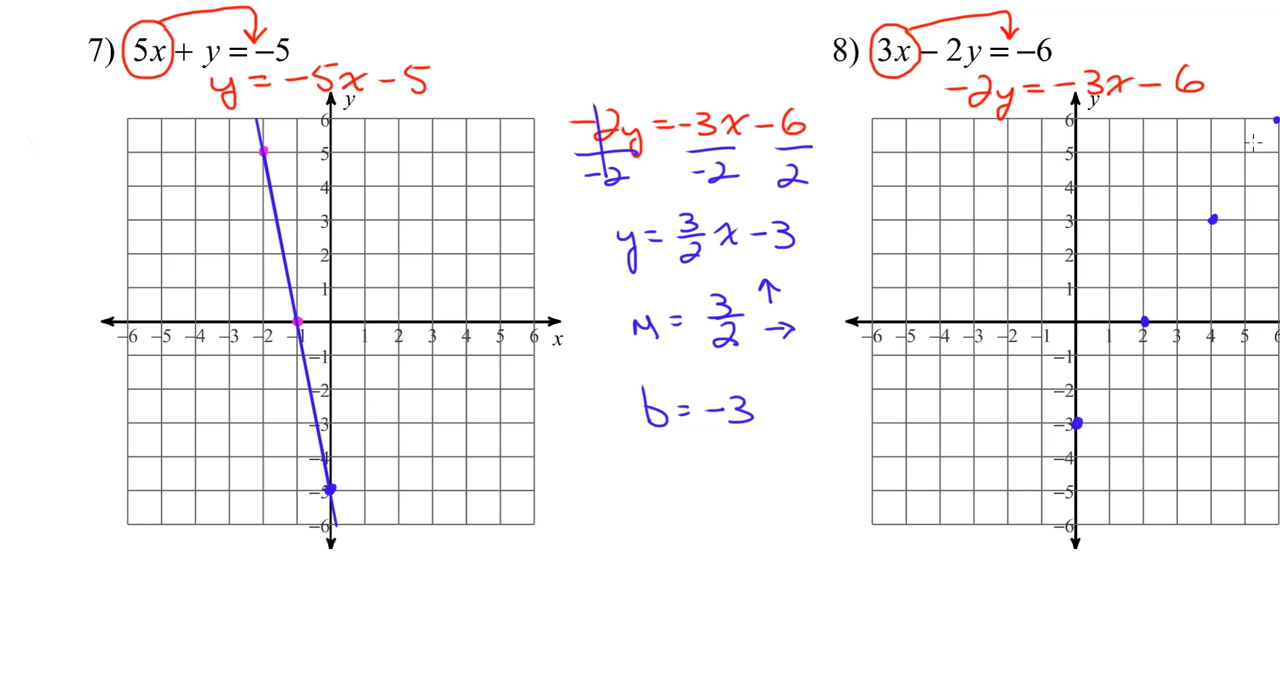 7) 5x + y = −5
y = -5x - 5
8) 3x − 2y = −6
-2y = -3x - 6
-2y = -3x - 6
-2 -2 2
y = 3/2 x - 3
m = 3/2 ↑ →
b = -3
y
6
5
4
3
2
1
−6 −5 −4 −3 −2 −1 1 2 3 4 5 6 x
−1
−2
−3
−4
−5
−6
y
6
5
4
3
2
1
−6 −5 −4 −3 −2 −1 1 2 3 4 5 6
−1
−2
−3
−4
−5
−6